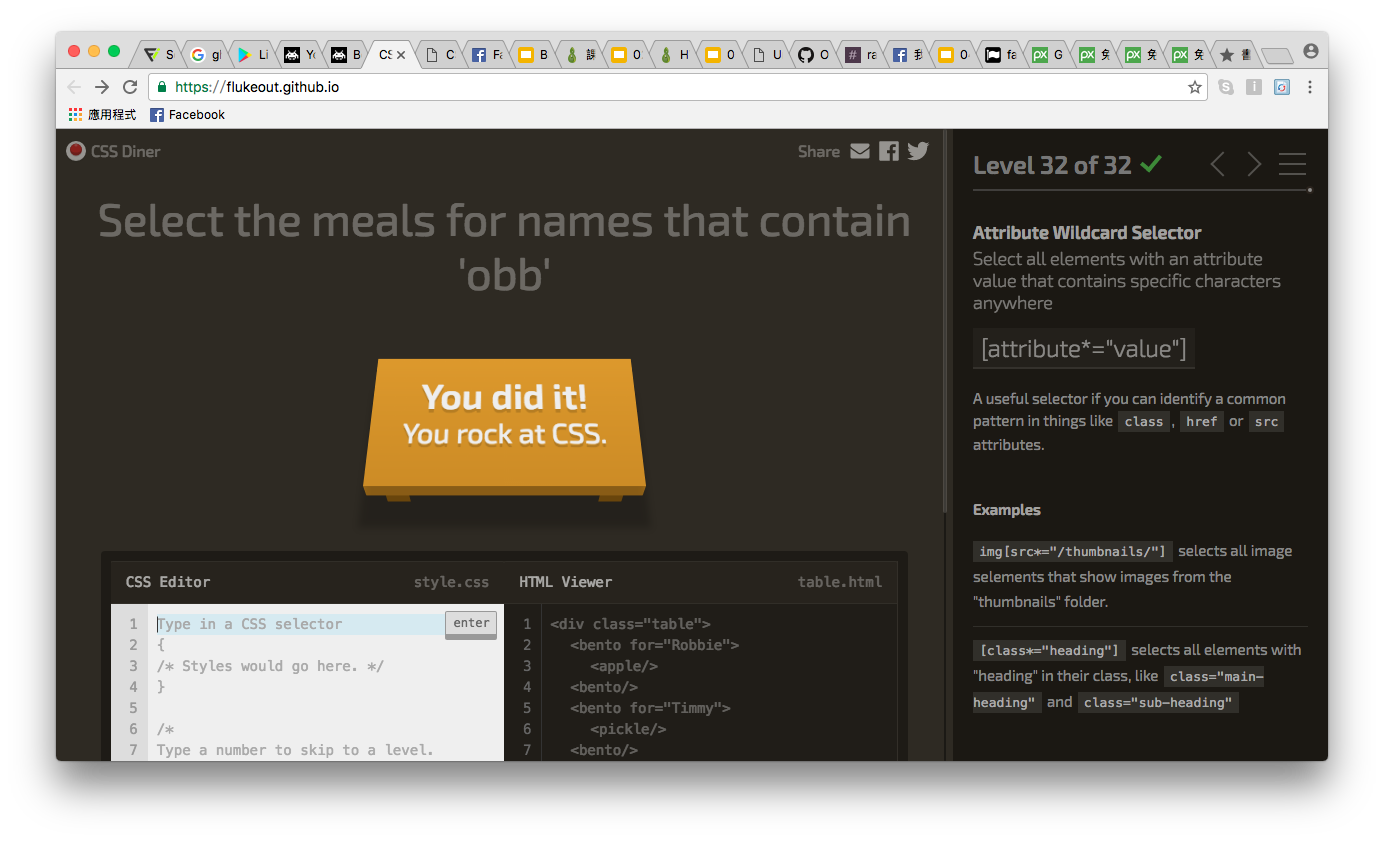 S
gl
Li
Yo
B
CS
C
Fa
B
0
H
0
U
O
ra
我
0
fa
G
免
免
免
https://flukeout.github.io
應用程式
Facebook
CSS Diner
Share
Select the meals for names that contain
'obb'
You did it!
You rock at CSS.
CSS Editor
style.css
HTML Viewer
table.html
1 Type in a CSS selector
enter
2 {
3 /* Styles would go here. */
4 }
5
6 /*
7 Type a number to skip to a level.
1 <div class="table">
2 <bento for="Robbie">
3 <apple/>
4 <bento/>
5 <bento for="Timmy">
6 <pickle/>
7 <bento/>
Level 32 of 32
Attribute Wildcard Selector
Select all elements with an attribute
value that contains specific characters
anywhere
[attribute*="value"]
A useful selector if you can identify a common
pattern in things like class , href or src
attributes.
Examples
img[src*="/thumbnails/"] selects all image
selements that show images from the
"thumbnails" folder.
[class*="heading"] selects all elements with
"heading" in their class, like class="main-
heading" and class="sub-heading"